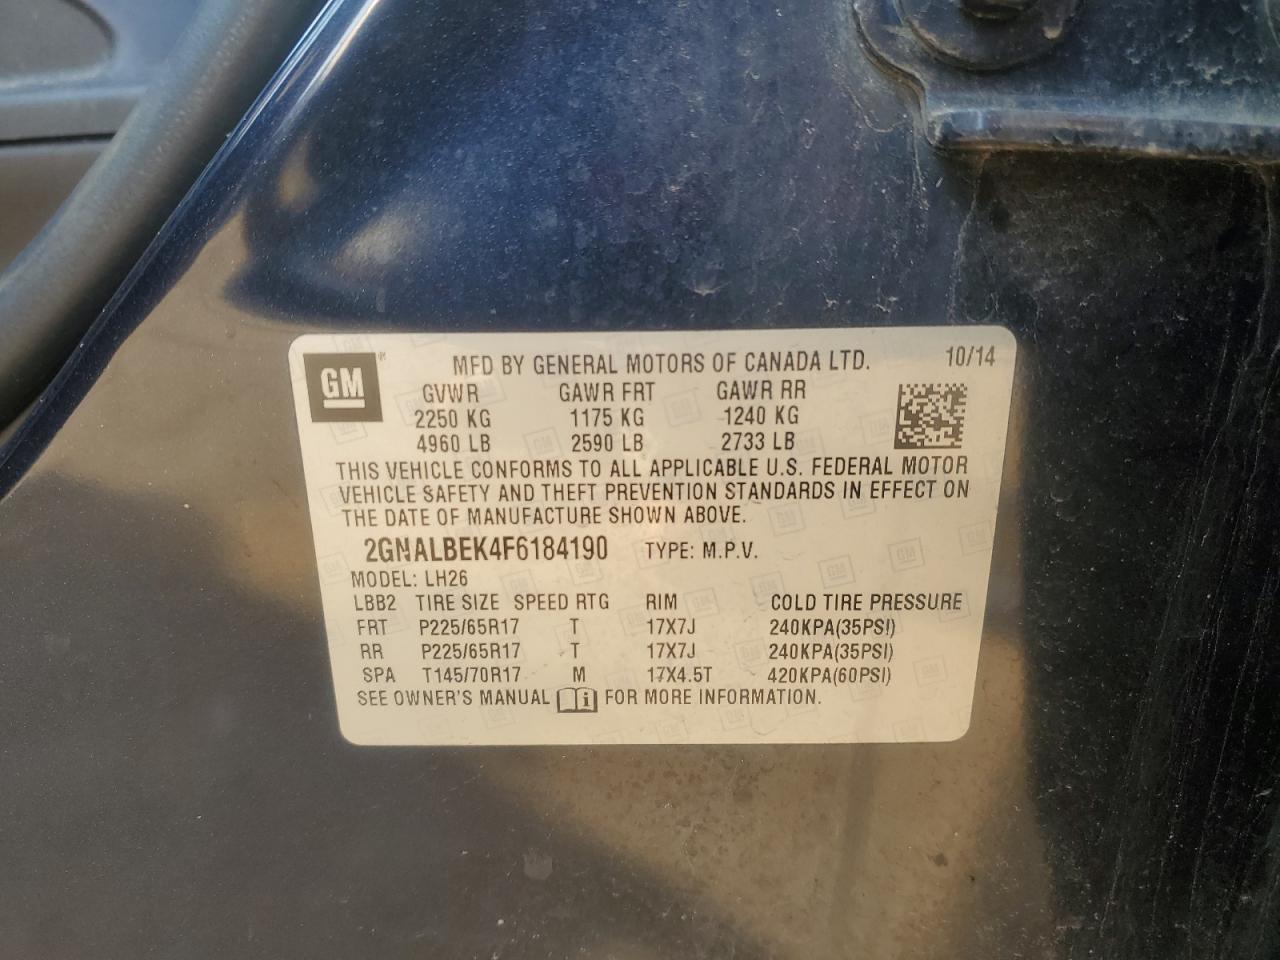 GM ®
MFD BY GENERAL MOTORS OF CANADA LTD. 10/14
GVWR GAWR FRT GAWR RR
2250 KG 1175 KG 1240 KG
4960 LB 2590 LB 2733 LB
THIS VEHICLE CONFORMS TO ALL APPLICABLE U.S. FEDERAL MOTOR
VEHICLE SAFETY AND THEFT PREVENTION STANDARDS IN EFFECT ON
THE DATE OF MANUFACTURE SHOWN ABOVE.
2GNALBEK4F6184190 TYPE: M.P.V.
MODEL: LH26
LBB2 TIRE SIZE SPEED RTG RIM COLD TIRE PRESSURE
FRT P225/65R17 T 17X7J 240KPA(35PSI)
RR P225/65R17 T 17X7J 240KPA(35PSI)
SPA T145/70R17 M 17X4.5T 420KPA(60PSI)
SEE OWNER'S MANUAL i FOR MORE INFORMATION.